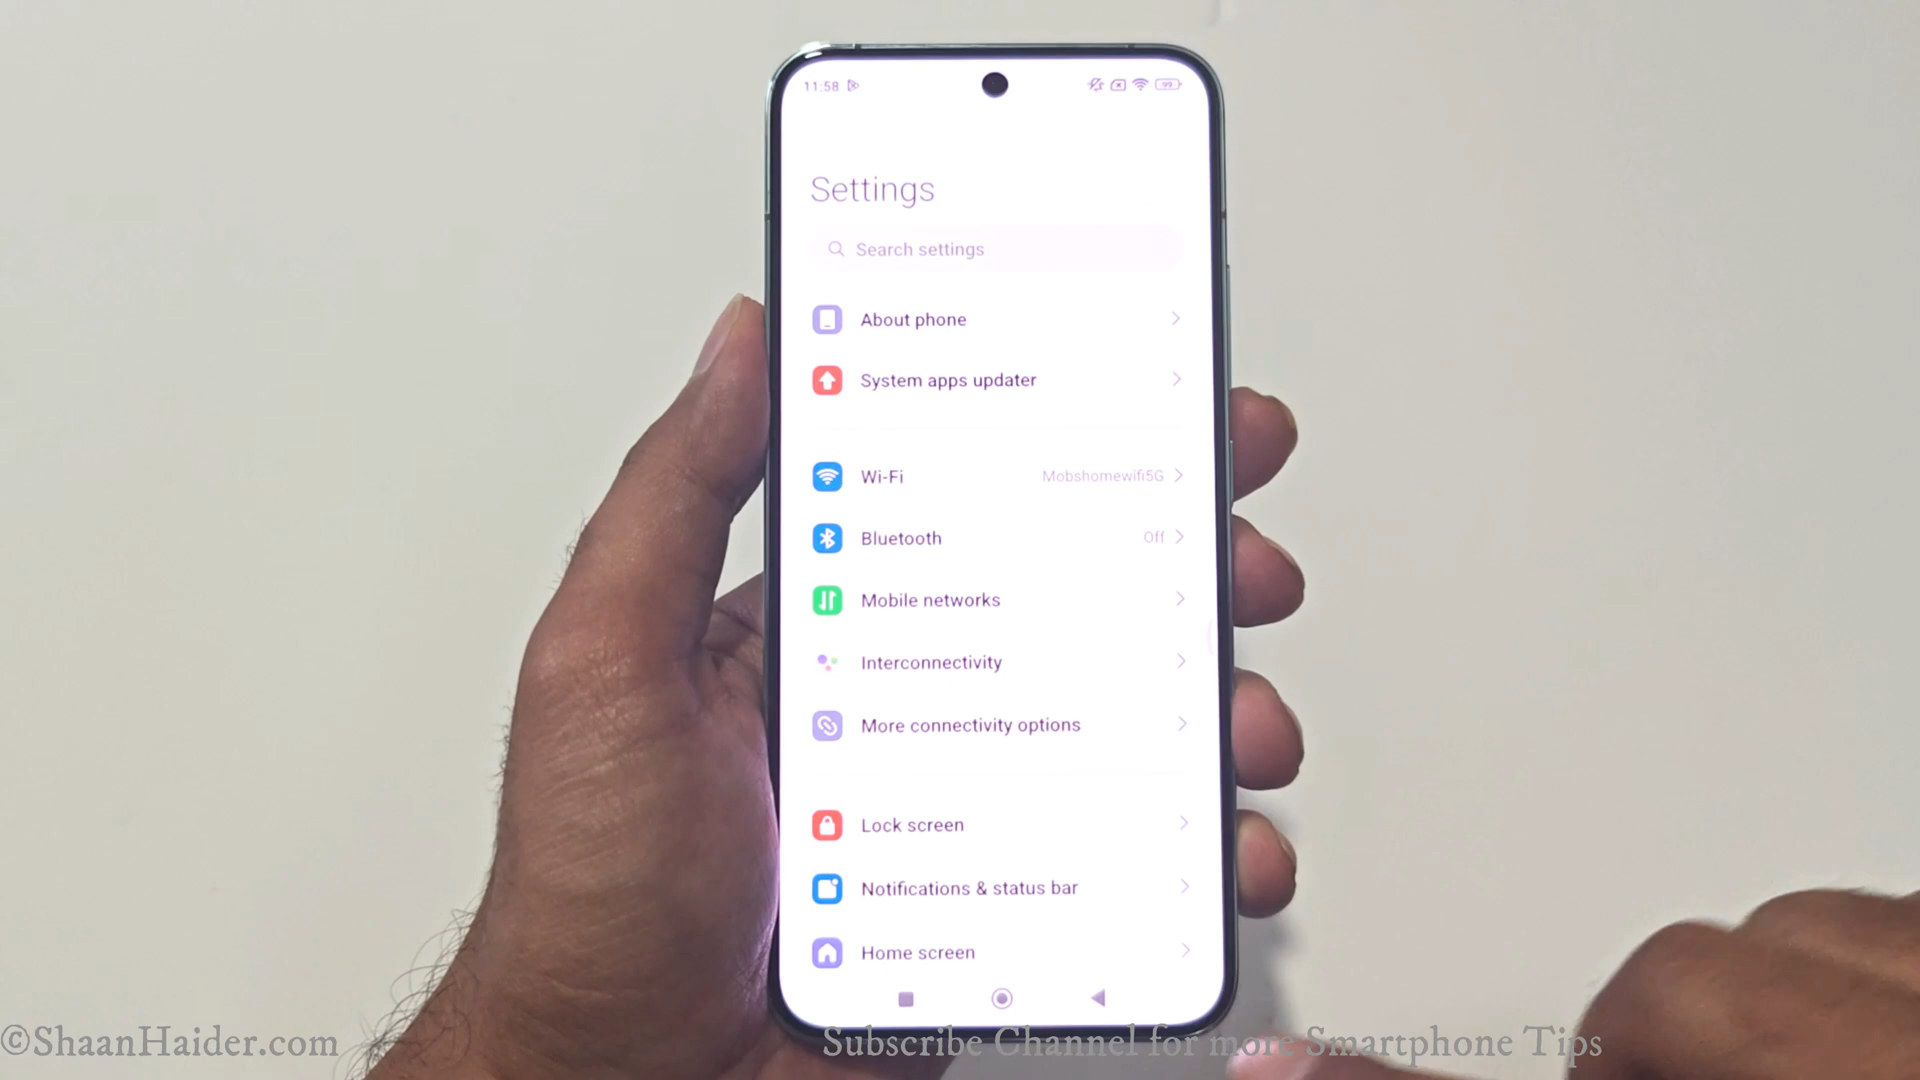 11:58
99
Settings
Search settings
About phone
System apps updater
Wi-Fi Mobshomewifi5G
Bluetooth Off
Mobile networks
Interconnectivity
More connectivity options
Lock screen
Notifications & status bar
Home screen
©ShaanHaider.com
Subscribe Channel for more Smartphone Tips